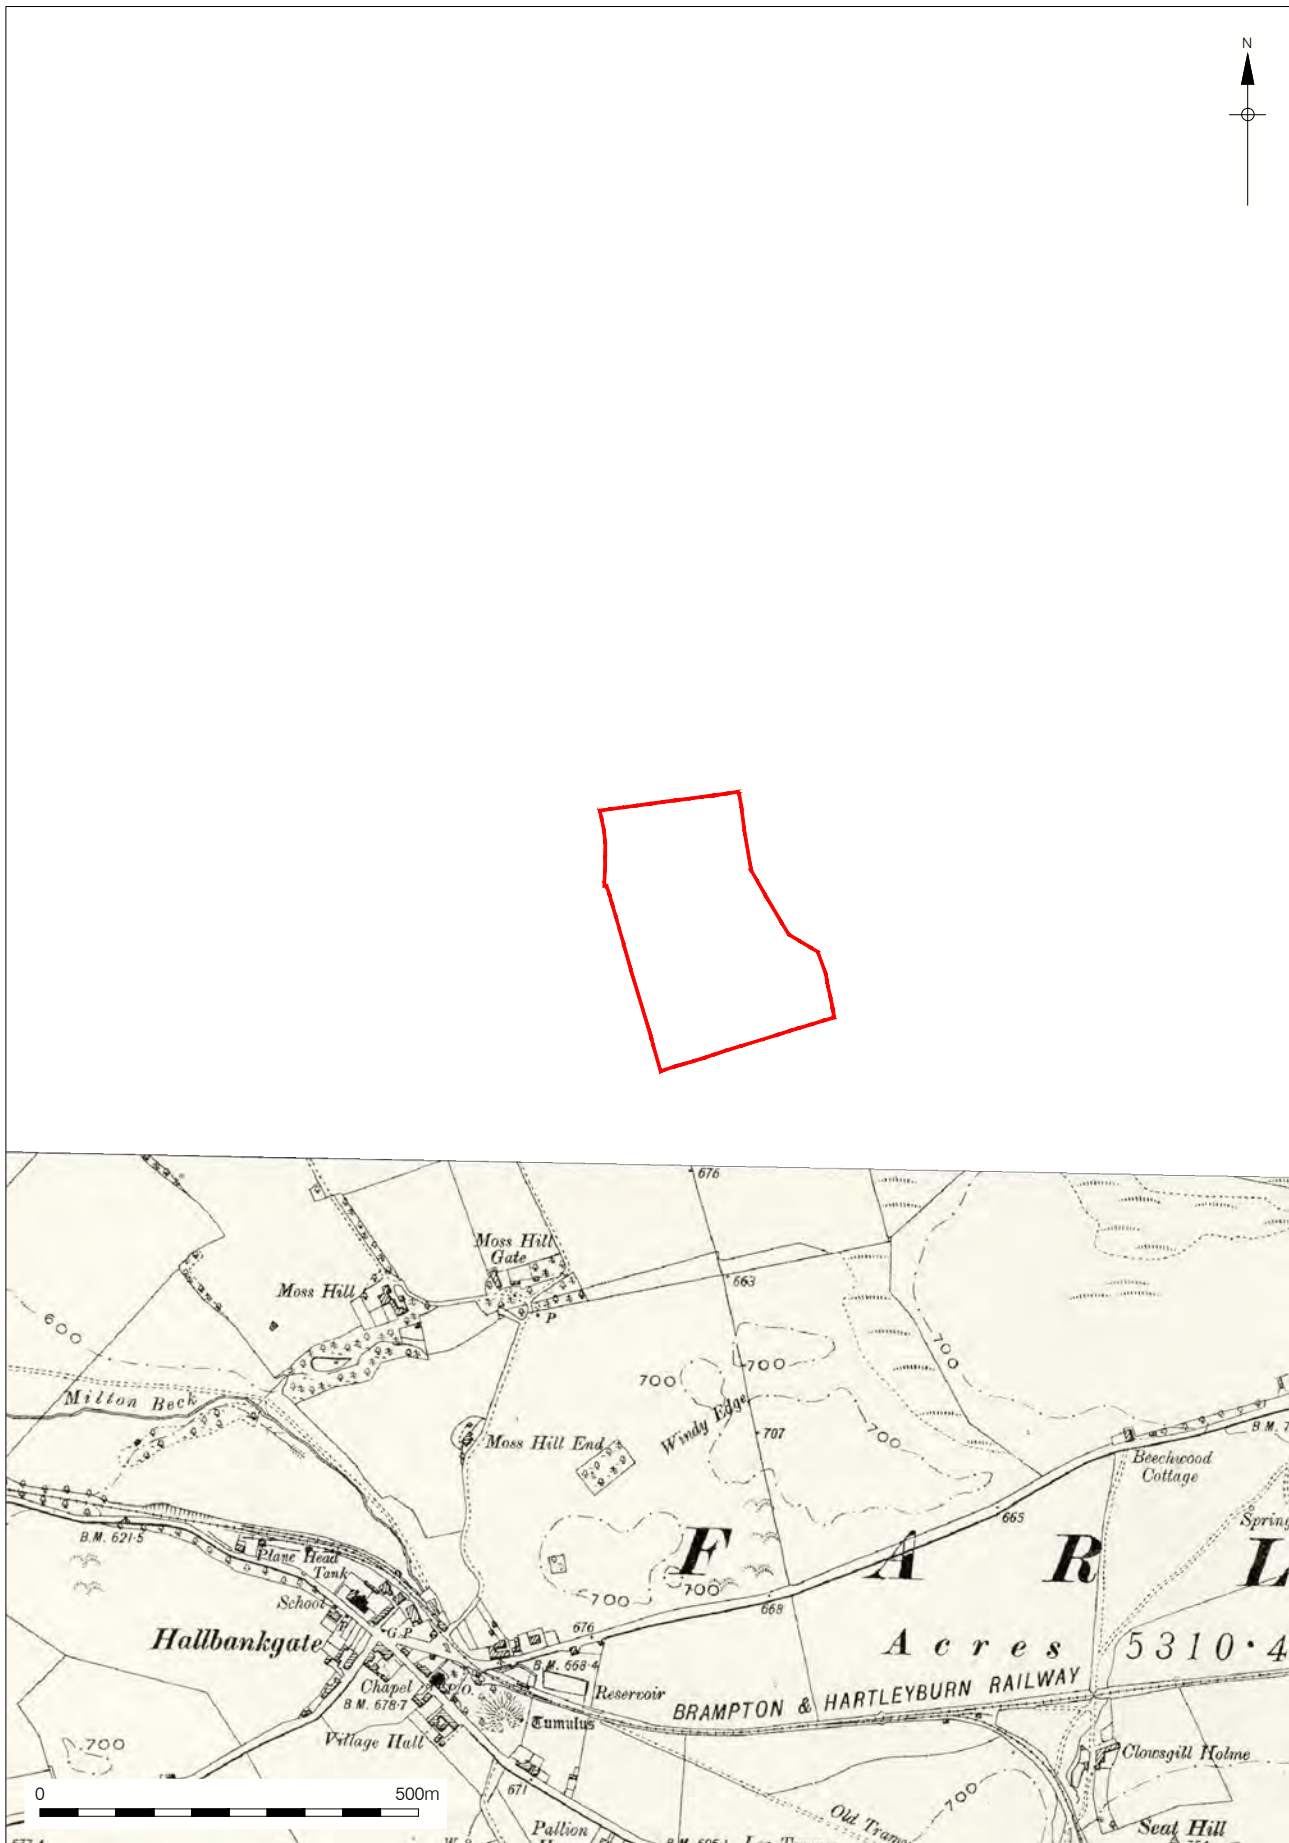 N
676
Moss Hill
Gate
663
Moss Hill
P
600
700
700
700
Milton Beck
Windy Edge
707
700
Moss Hill End
B.M. 7
Beechwood
Cottage
665
Spring
B.M. 621·5
Plane Head
Tank
F A R L
700
700
668
School
676
G.P.
Hallbankgate
Acres 5310·4
B.M. 668·4
Chapel
P.O.
Reservoir
B.M. 678·7
BRAMPTON & HARTLEYBURN RAILWAY
Tumulus
Village Hall
.700
Clowsgill Holme
0 500m
671
700
Old Tram
Pallion
Seat Hill